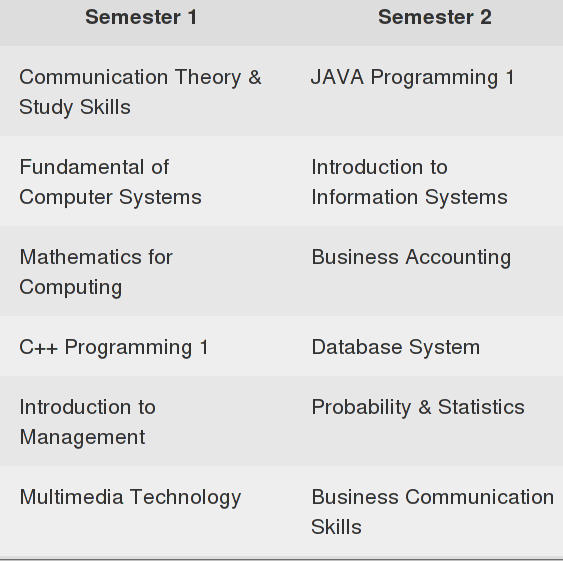 Semester 1 Semester 2
Communication Theory & JAVA Programming 1
Study Skills
Fundamental of Introduction to
Computer Systems Information Systems
Mathematics for Business Accounting
Computing
C++ Programming 1 Database System
Introduction to Probability & Statistics
Management
Multimedia Technology Business Communication
Skills